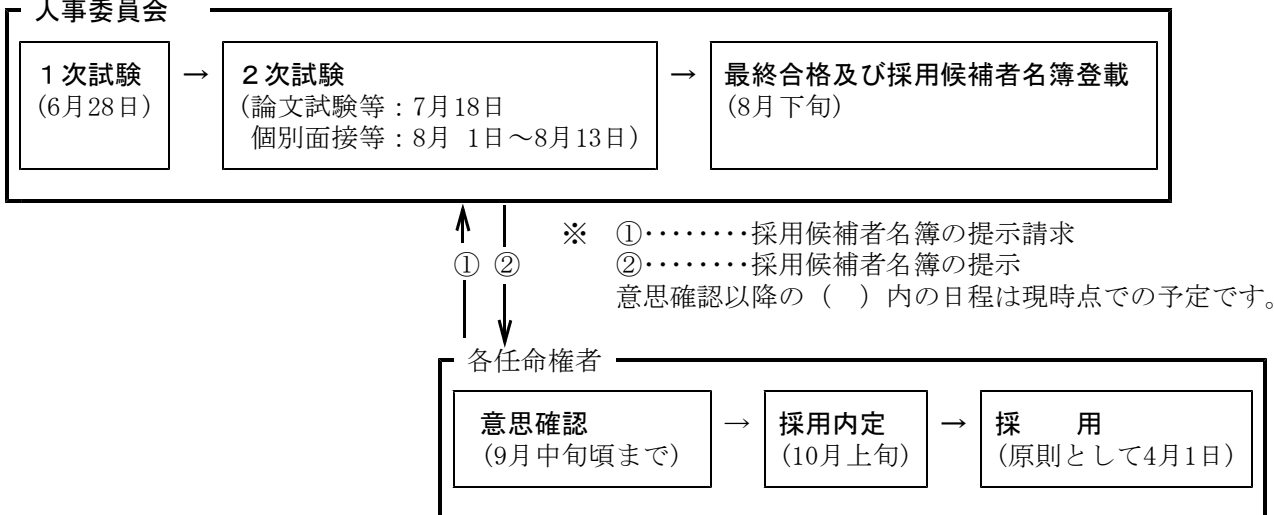 人事委員会
1次試験 → 2次試験 → 最終合格及び採用候補者名簿登載
(6月28日) (論文試験等:7月18日 (8月下旬)
個別面接等:8月 1日~8月13日)
※ ①‥‥‥‥採用候補者名簿の提示請求
① ② ②‥‥‥‥採用候補者名簿の提示
意思確認以降の( )内の日程は現時点での予定です。
各任命権者
意思確認 → 採用内定 → 採 用
(9月中旬頃まで) (10月上旬) (原則として4月1日)